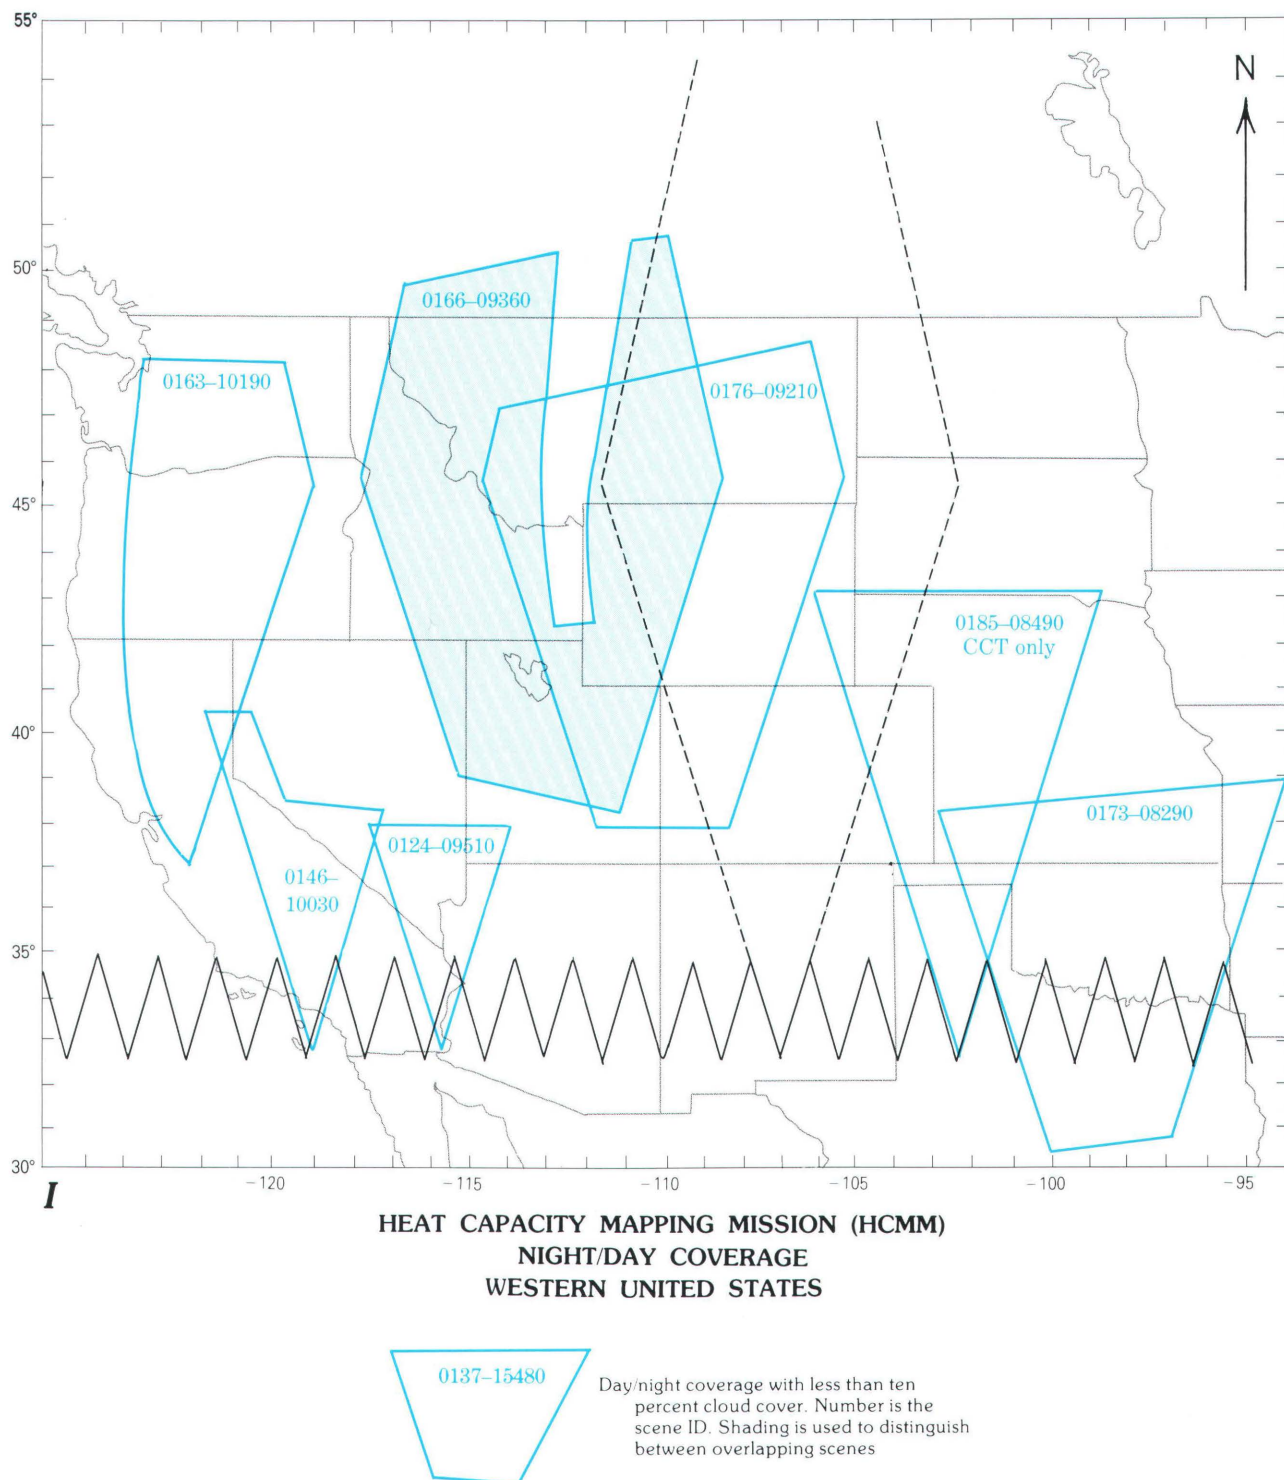 55°
N
50°
0166–09360
0163–10190
0176–09210
45°
0185–08490
CCT only
40°
0173–08290
0124–09510
0146–
10030
35°
30°
–120
–115
–110
–105
–100
–95
I
HEAT CAPACITY MAPPING MISSION (HCMM)
NIGHT/DAY COVERAGE
WESTERN UNITED STATES
0137–15480
Day/night coverage with less than ten
percent cloud cover. Number is the
scene ID. Shading is used to distinguish
between overlapping scenes